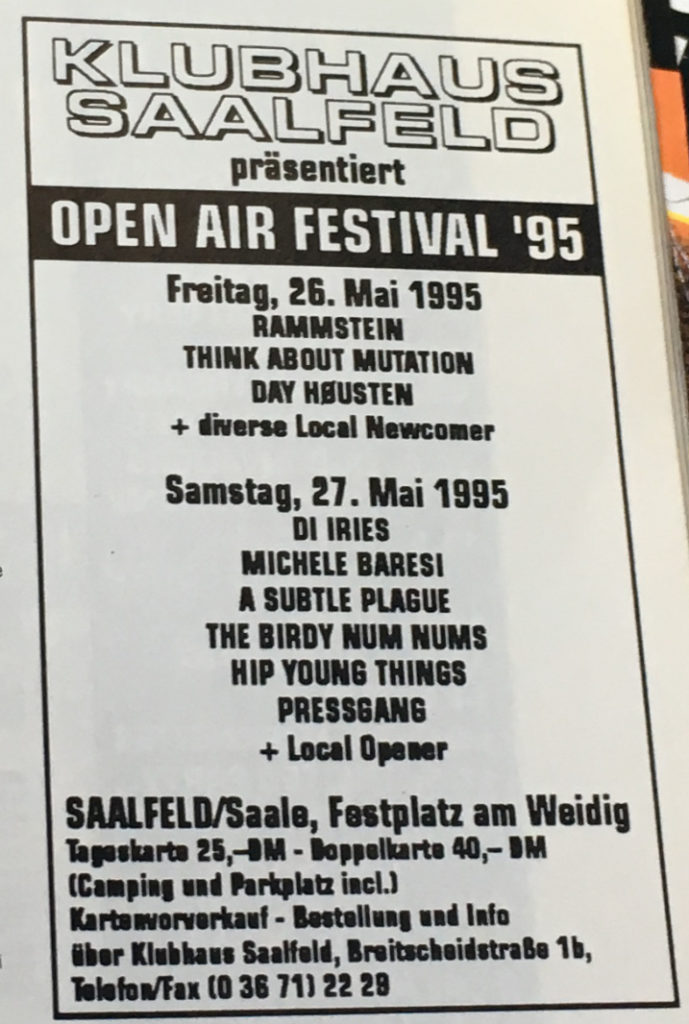 KLUBHAUS
SAALFELD
präsentiert
OPEN AIR FESTIVAL '95
Freitag, 26. Mai 1995
RAMMSTEIN
THINK ABOUT MUTATION
DAY HØUSTEN
+ diverse Local Newcomer
Samstag, 27. Mai 1995
DI IRIES
MICHELE BARESI
A SUBTLE PLAGUE
THE BIRDY NUM NUMS
HIP YOUNG THINGS
PRESSGANG
+ Local Opener
SAALFELD/Saale, Festplatz am Weidig
Tageskarte 25,–DM - Doppelkarte 40,– DM
(Camping und Parkplatz incl.)
Kartenvorverkauf - Bestellung und Info
über Klubhaus Saalfeld, Breitscheidstraße 1b,
Telefon/Fax (0 36 71) 22 28